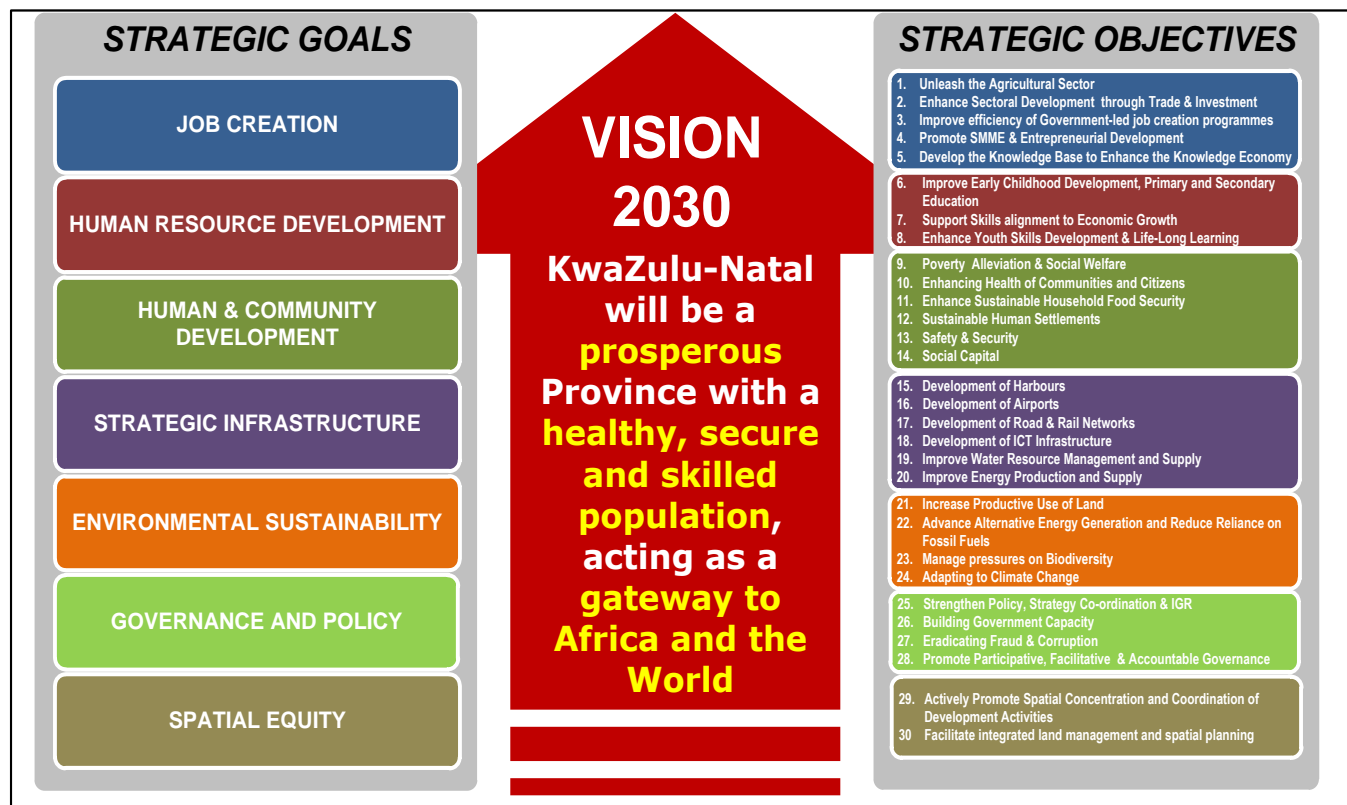 STRATEGIC GOALS
JOB CREATION
HUMAN RESOURCE DEVELOPMENT
HUMAN & COMMUNITY
DEVELOPMENT
STRATEGIC INFRASTRUCTURE
ENVIRONMENTAL SUSTAINABILITY
GOVERNANCE AND POLICY
SPATIAL EQUITY
VISION
2030
KwaZulu-Natal
will be a
prosperous
Province with a
healthy, secure
and skilled
population,
acting as a
gateway to
Africa and the
World
STRATEGIC OBJECTIVES
1. Unleash the Agricultural Sector
2. Enhance Sectoral Development through Trade & Investment
3. Improve efficiency of Government-led job creation programmes
4. Promote SMME & Entrepreneurial Development
5. Develop the Knowledge Base to Enhance the Knowledge Economy
6. Improve Early Childhood Development, Primary and Secondary
Education
7. Support Skills alignment to Economic Growth
8. Enhance Youth Skills Development & Life-Long Learning
9. Poverty Alleviation & Social Welfare
10. Enhancing Health of Communities and Citizens
11. Enhance Sustainable Household Food Security
12. Sustainable Human Settlements
13. Safety & Security
14. Social Capital
15. Development of Harbours
16. Development of Airports
17. Development of Road & Rail Networks
18. Development of ICT Infrastructure
19. Improve Water Resource Management and Supply
20. Improve Energy Production and Supply
21. Increase Productive Use of Land
22. Advance Alternative Energy Generation and Reduce Reliance on
Fossil Fuels
23. Manage pressures on Biodiversity
24. Adapting to Climate Change
25. Strengthen Policy, Strategy Co-ordination & IGR
26. Building Government Capacity
27. Eradicating Fraud & Corruption
28. Promote Participative, Facilitative & Accountable Governance
29. Actively Promote Spatial Concentration and Coordination of
Development Activities
30 Facilitate integrated land management and spatial planning